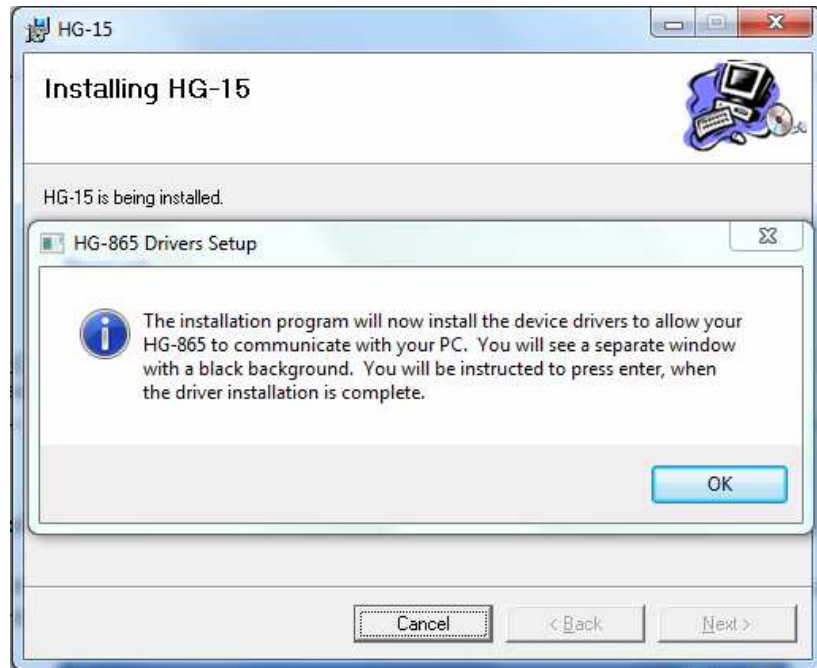 HG-15
Installing HG-15
HG-15 is being installed.
HG-865 Drivers Setup
The installation program will now install the device drivers to allow your
HG-865 to communicate with your PC.  You will see a separate window
with a black background.  You will be instructed to press enter, when
the driver installation is complete.
OK
Cancel
< Back
Next >